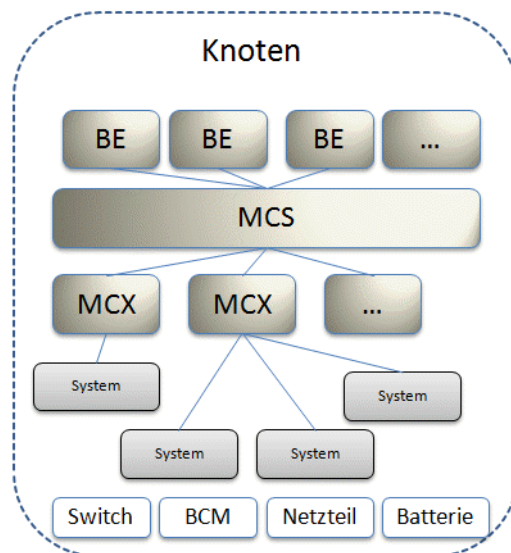 Knoten
BE BE BE ...
MCS
MCX MCX ...
System
System
System System
Switch BCM Netzteil Batterie